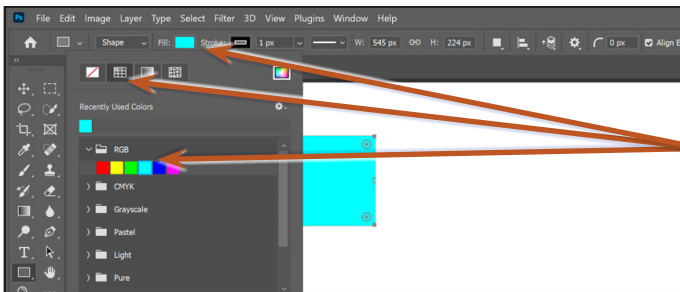 Ps File Edit Image Layer Type Select Filter 3D View Plugins Window Help
Shape Fill: Stroke: 1 px W: 545 px H: 224 px 0 px Align E
Recently Used Colors
RGB
CMYK
Grayscale
Pastel
Light
Pure